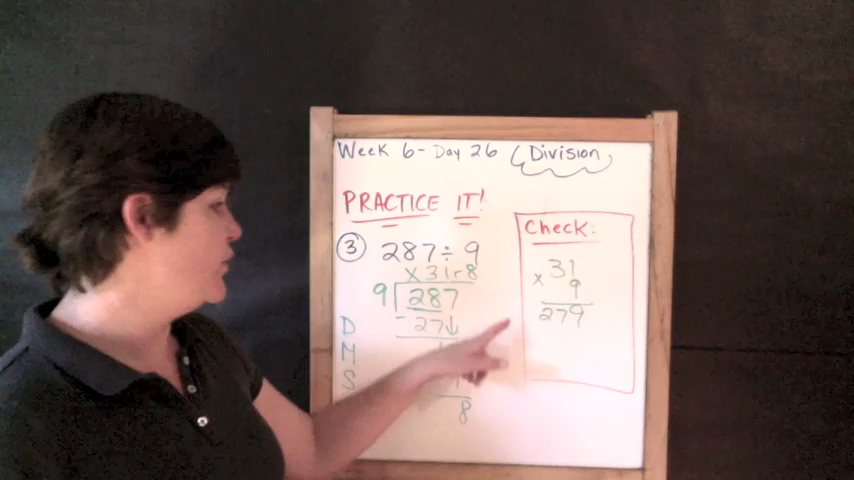 Week 6 - Day 26 Division
PRACTICE IT!
3 287 ÷ 9
x 31 r 8
9 287
- 27 ↓
D
M
S
8
Check:
31
x 9
279